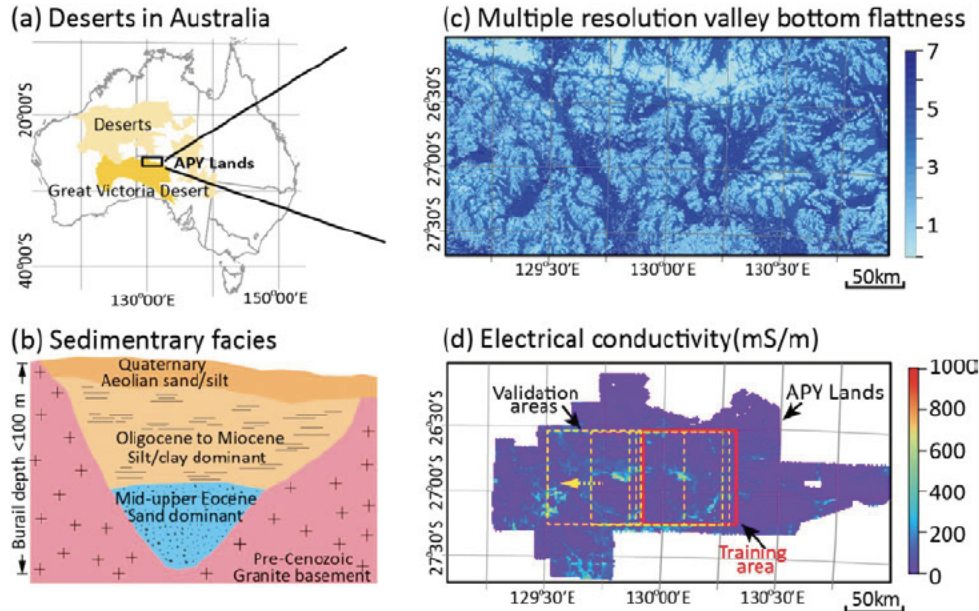 (a) Deserts in Australia
20°00'S
40°00'S
Deserts
APY Lands
Great Victoria Desert
130°00'E
150°00'E
(b) Sedimentrary facies
Burail depth <100 m
Quaternary
Aeolian sand/silt
Oligocene to Miocene
Silt/clay dominant
Mid-upper Eocene
Sand dominant
Pre-Cenozoic
Granite basement
(c) Multiple resolution valley bottom flattness
26°30'S
27°00'S
27°30'S
129°30'E
130°00'E
130°30'E
50km
7
5
3
1
(d) Electrical conductivity(mS/m)
Validation
areas
APY Lands
Training
area
26°30'S
27°00'S
27°30'S
129°30'E
130°00'E
130°30'E
50km
800
600
400
200
0